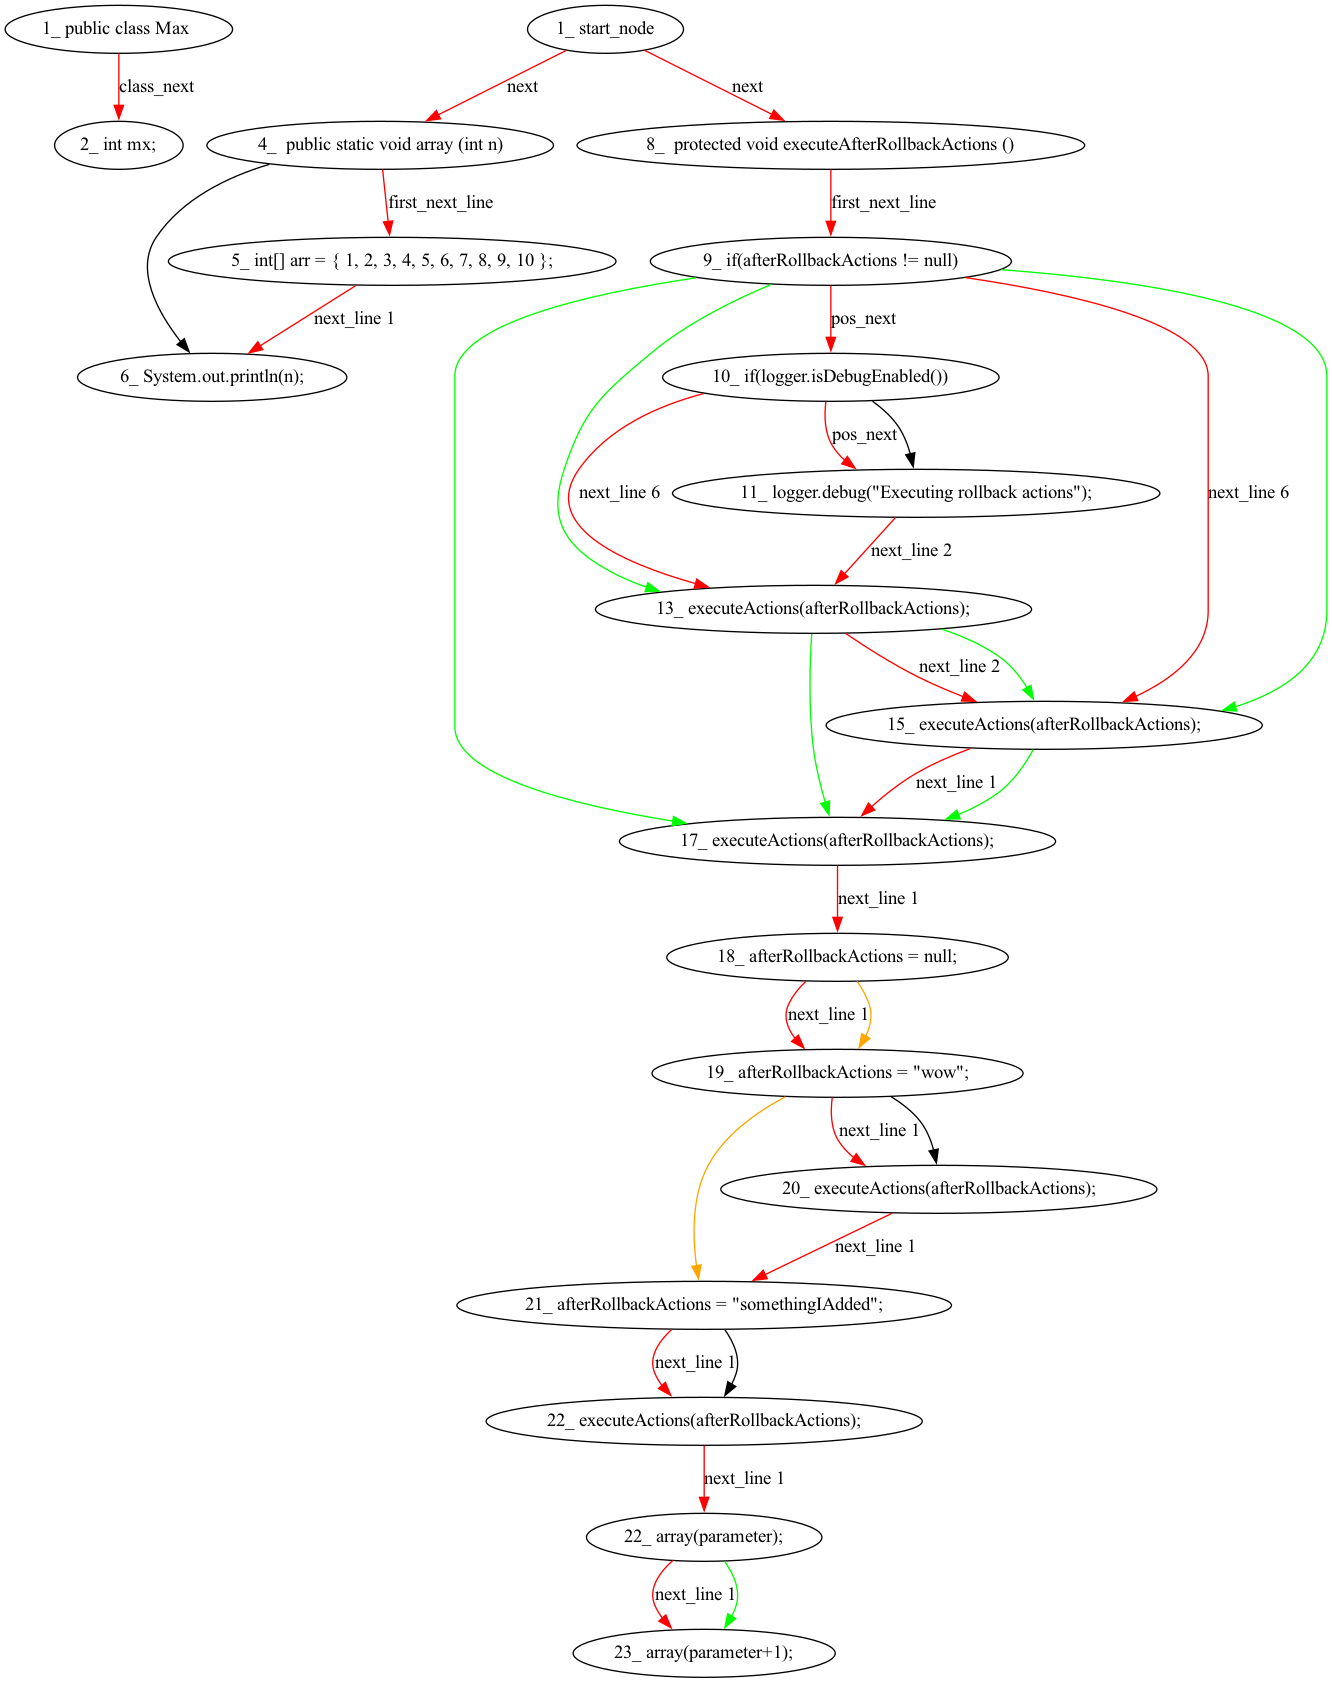 1_ public class Max
1_ start_node
class_next
next
next
2_ int mx;
4_ public static void array (int n)
8_ protected void executeAfterRollbackActions ()
first_next_line
first_next_line
5_ int[] arr = { 1, 2, 3, 4, 5, 6, 7, 8, 9, 10 };
9_ if(afterRollbackActions != null)
next_line 1
pos_next
6_ System.out.println(n);
10_ if(logger.isDebugEnabled())
pos_next
next_line 6
11_ logger.debug("Executing rollback actions");
next_line 6
next_line 2
13_ executeActions(afterRollbackActions);
next_line 2
15_ executeActions(afterRollbackActions);
next_line 1
17_ executeActions(afterRollbackActions);
next_line 1
18_ afterRollbackActions = null;
next_line 1
19_ afterRollbackActions = "wow";
next_line 1
20_ executeActions(afterRollbackActions);
next_line 1
21_ afterRollbackActions = "somethingIAdded";
next_line 1
22_ executeActions(afterRollbackActions);
next_line 1
22_ array(parameter);
next_line 1
23_ array(parameter+1);